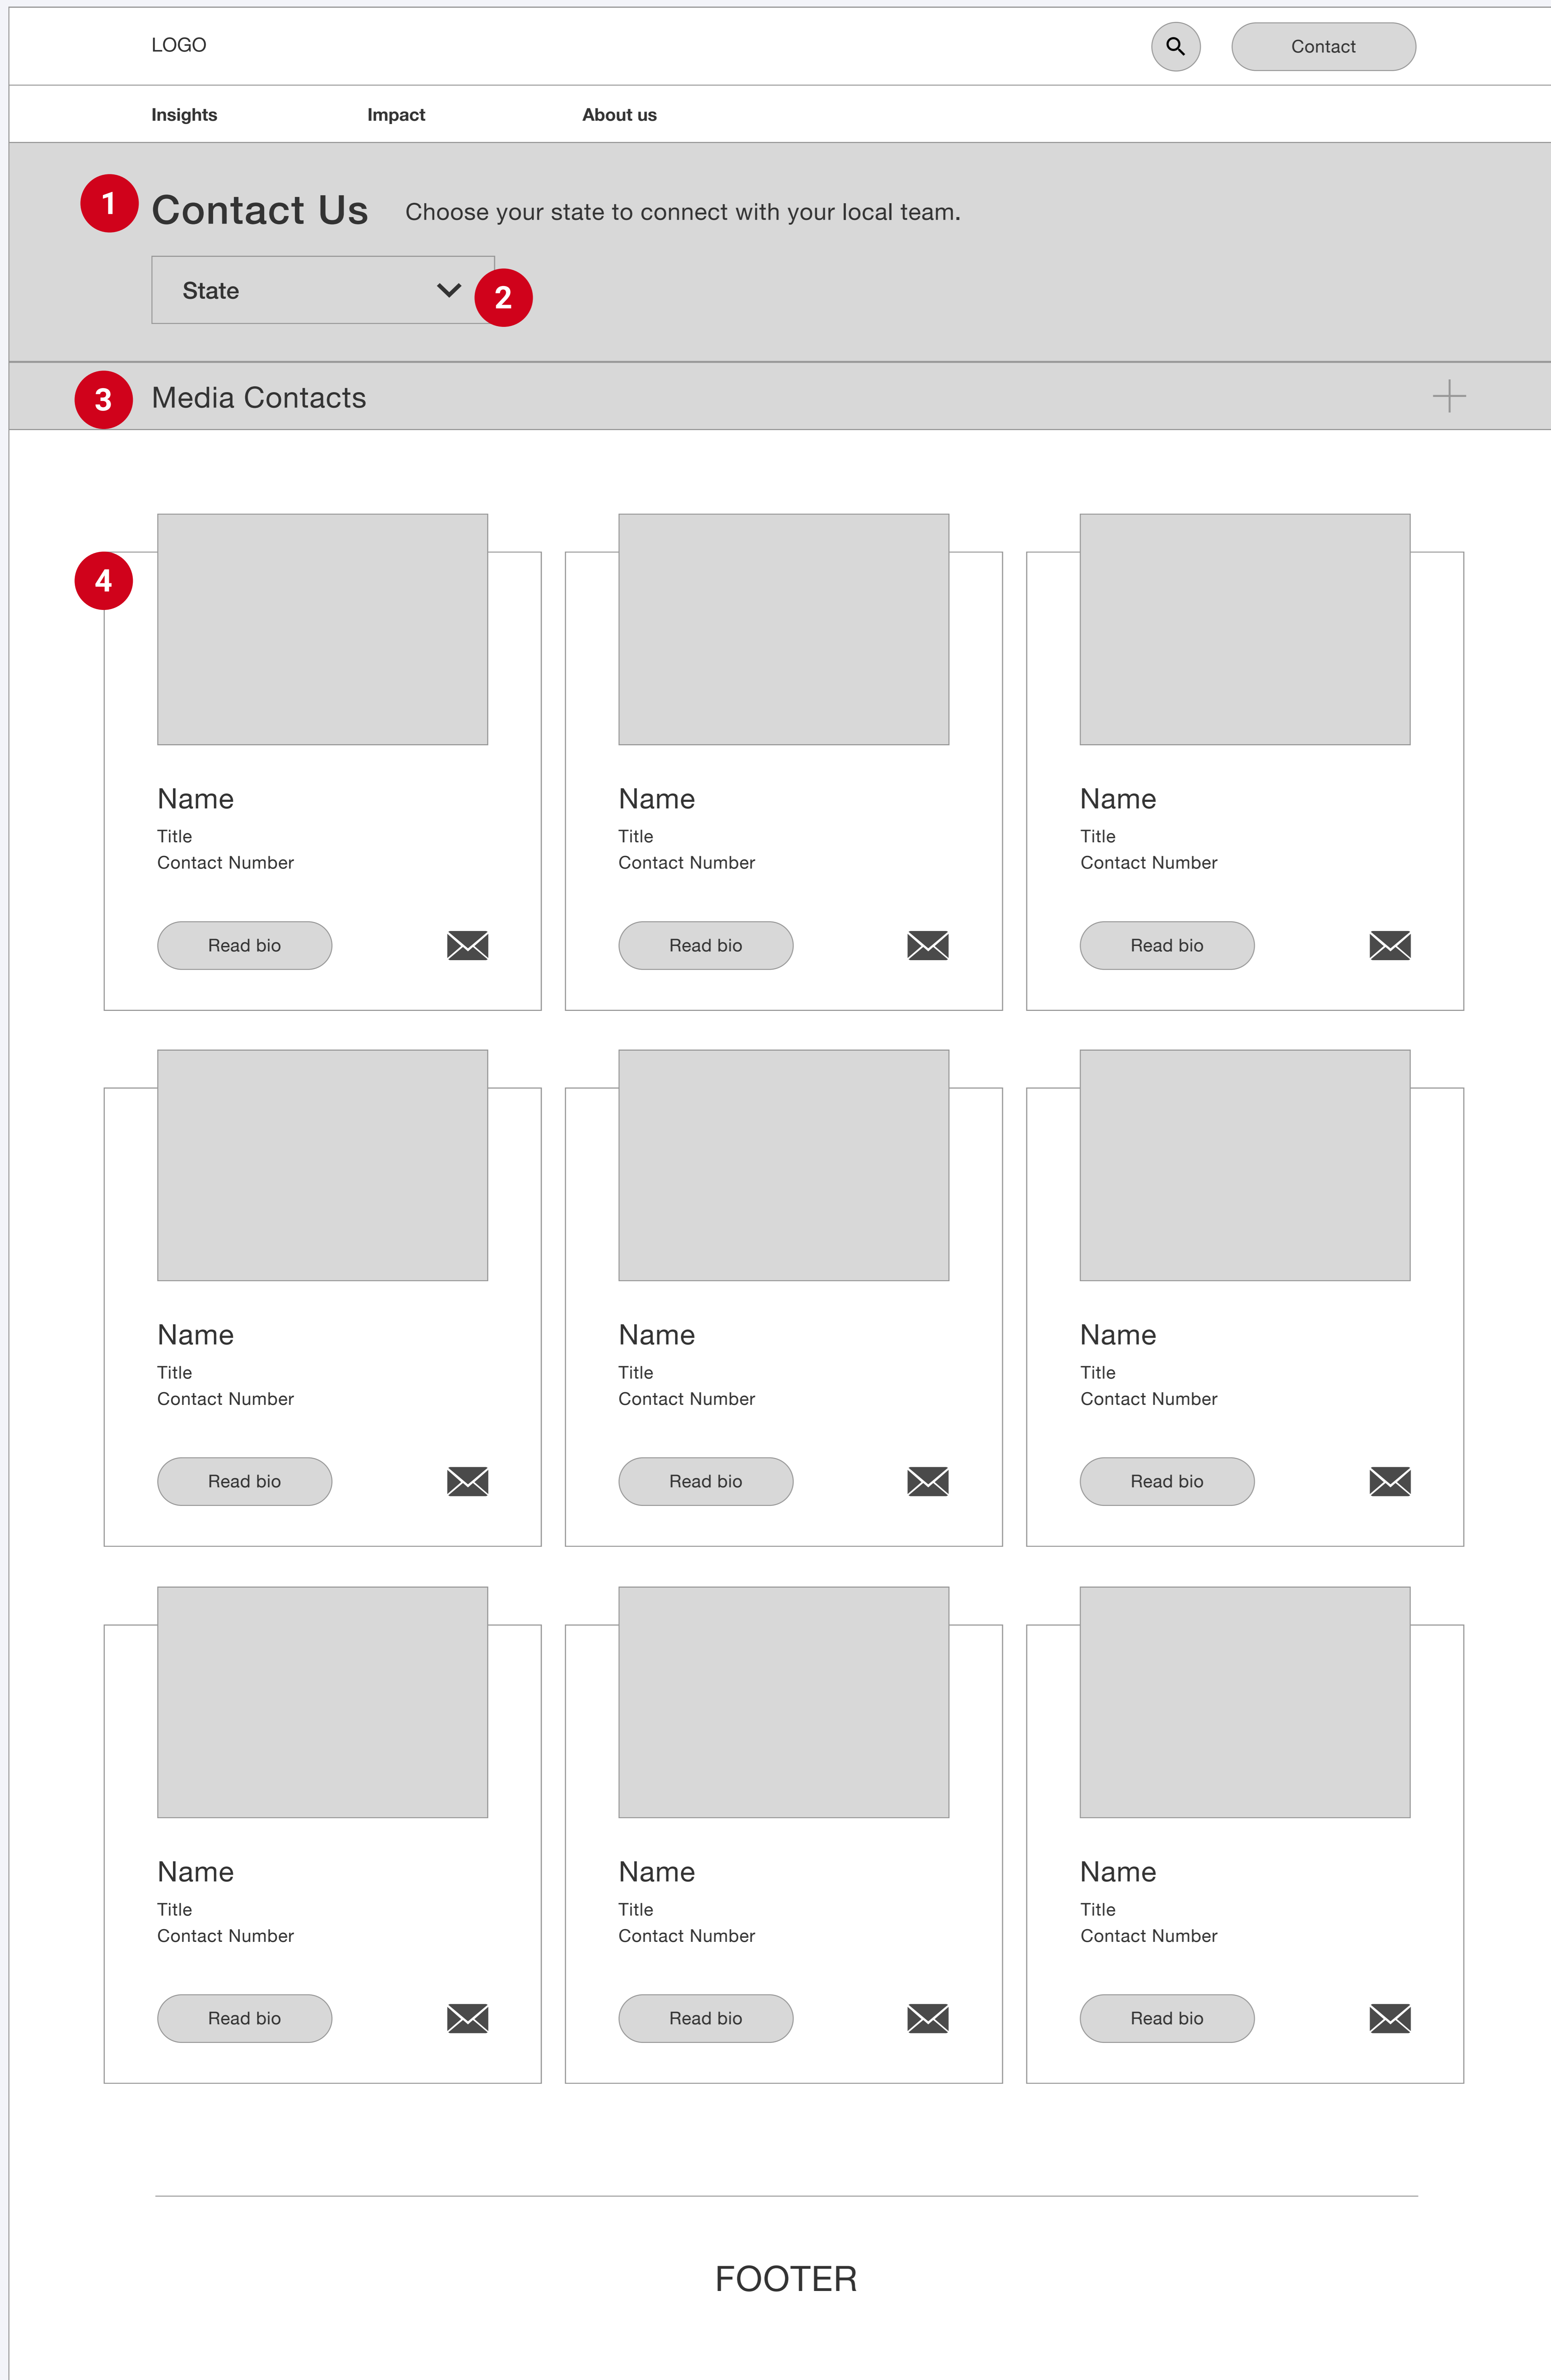 LOGO
Contact
Insights Impact About us
1 Contact Us Choose your state to connect with your local team.
State 2
3 Media Contacts
4
Name Name Name
Title Title Title
Contact Number Contact Number Contact Number
Read bio Read bio Read bio
Name Name Name
Title Title Title
Contact Number Contact Number Contact Number
Read bio Read bio Read bio
Name Name Name
Title Title Title
Contact Number Contact Number Contact Number
Read bio Read bio Read bio
FOOTER